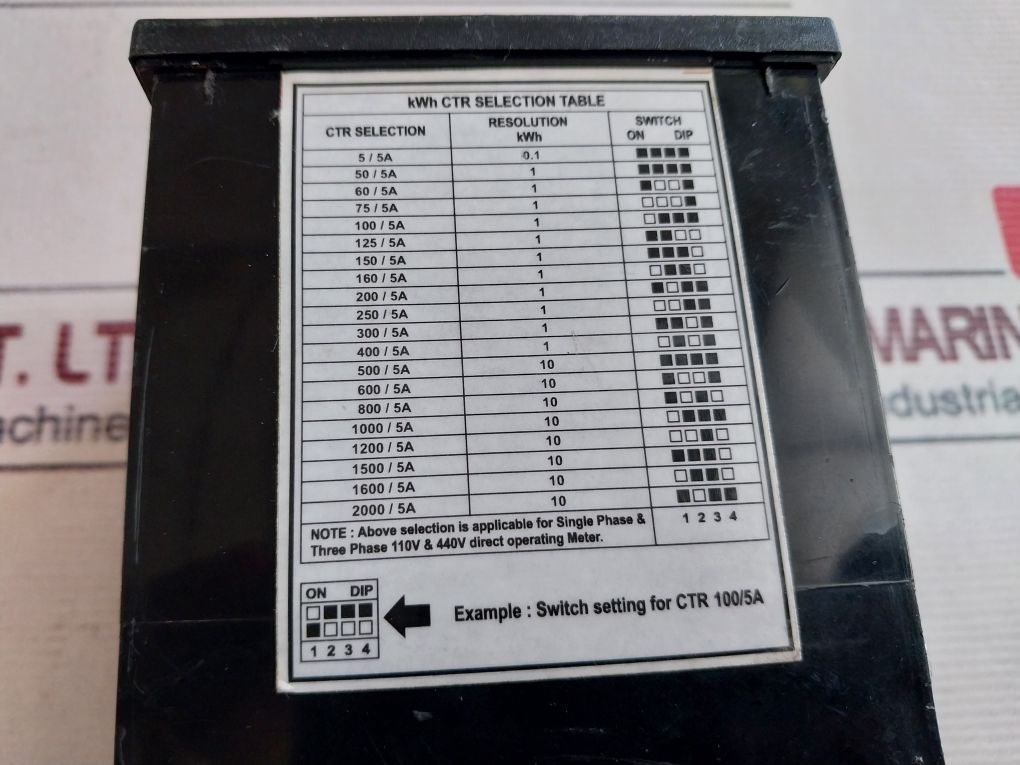 kWh CTR SELECTION TABLE
CTR SELECTION RESOLUTION kWh SWITCH ON DIP
5 / 5A 0.1 ■■■■
50 / 5A 1 ■■■■
60 / 5A 1 ■□□■
75 / 5A 1 □□□■
100 / 5A 1 □■■■
125 / 5A 1 ■■□□
150 / 5A 1 ■■■□
160 / 5A 1 □■■□
200 / 5A 1 ■□■■
250 / 5A 1 □□■■
300 / 5A 1 ■■□■
400 / 5A 1 □■□■
500 / 5A 10 ■■■■
600 / 5A 10 ■□□■
800 / 5A 10 ■□■□
1000 / 5A 10 □■■■
1200 / 5A 10 □□■□
1500 / 5A 10 ■■■□
1600 / 5A 10 □■■□
2000 / 5A 10 ■□■■
1 2 3 4
NOTE : Above selection is applicable for Single Phase &
Three Phase 110V & 440V direct operating Meter.
ON DIP
□■■■
■□□□
1 2 3 4
Example : Switch setting for CTR 100/5A
T. LT
MARIN
achine
dustria